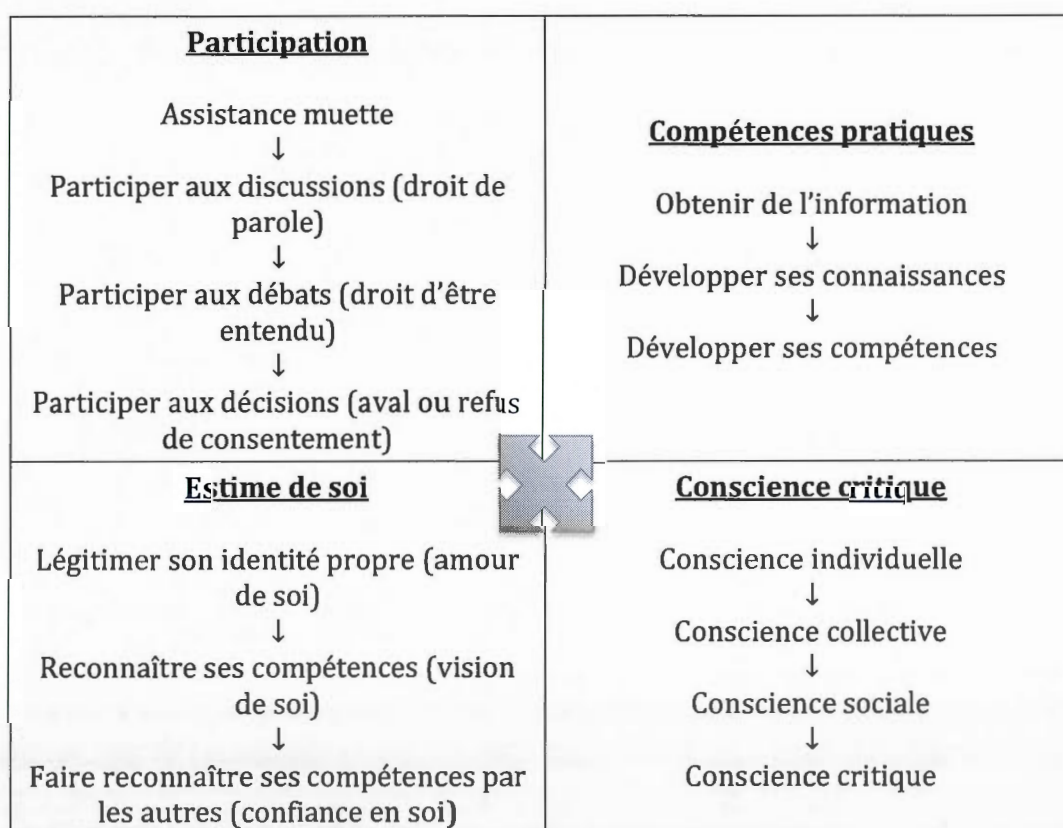 Participation
Assistance muette
↓
Participer aux discussions (droit de
parole)
↓
Participer aux débats (droit d'être
entendu)
↓
Participer aux décisions (aval ou refus
de consentement)
Compétences pratiques
Obtenir de l'information
↓
Développer ses connaissances
↓
Développer ses compétences
Estime de soi
Légitimer son identité propre (amour
de soi)
↓
Reconnaître ses compétences (vision
de soi)
↓
Faire reconnaître ses compétences par
les autres (confiance en soi)
Conscience critique
Conscience individuelle
↓
Conscience collective
↓
Conscience sociale
↓
Conscience critique